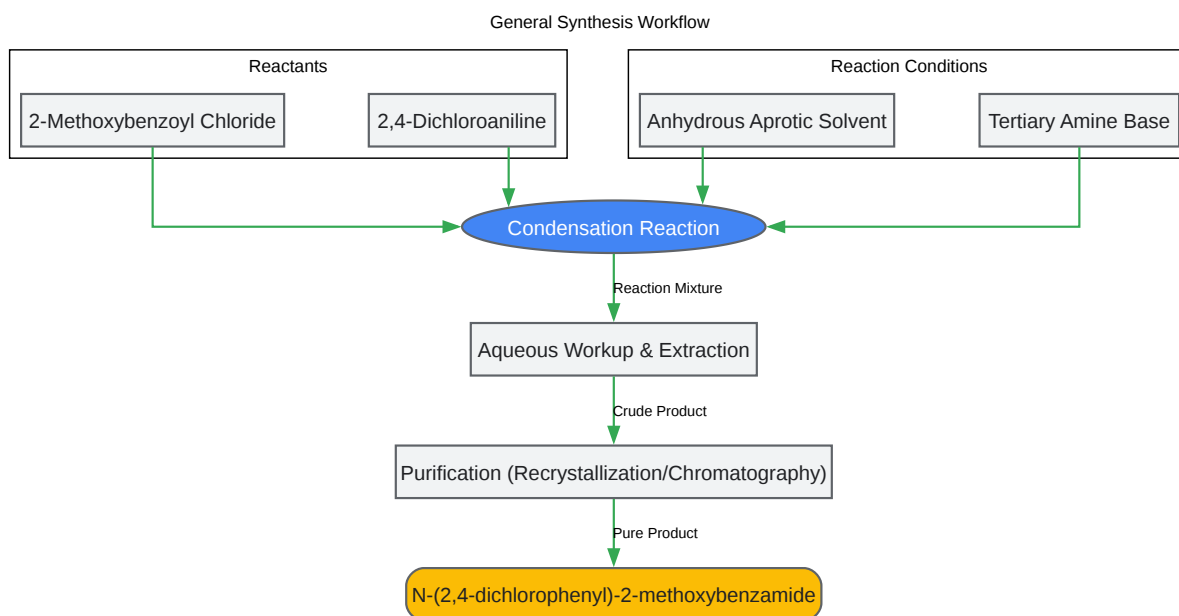 General Synthesis Workflow
Reactants
Reaction Conditions
2-Methoxybenzoyl Chloride
2,4-Dichloroaniline
Anhydrous Aprotic Solvent
Tertiary Amine Base
Condensation Reaction
Reaction Mixture
Aqueous Workup & Extraction
Crude Product
Purification (Recrystallization/Chromatography)
Pure Product
N-(2,4-dichlorophenyl)-2-methoxybenzamide